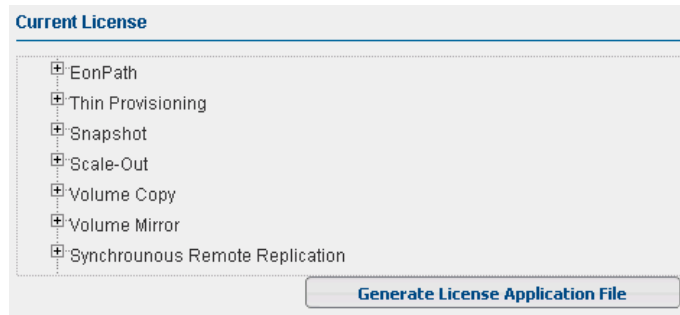 Current License
EonPath
Thin Provisioning
Snapshot
Scale-Out
Volume Copy
Volume Mirror
Synchrounous Remote Replication
Generate License Application File